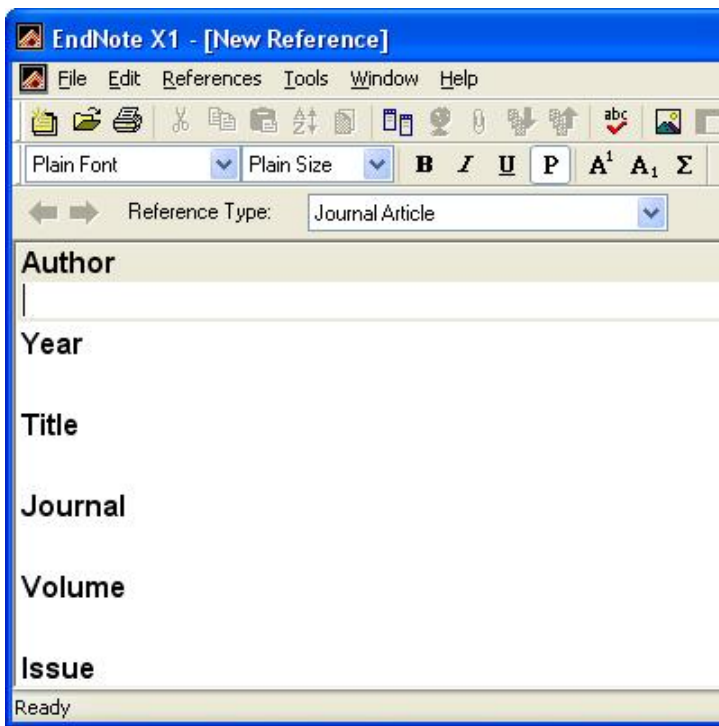 EndNote X1 - [New Reference]
File Edit References Tools Window Help
abc
Plain Font Plain Size B I U P A¹ A₁ Σ
Reference Type: Journal Article
Author
Year
Title
Journal
Volume
Issue
Ready